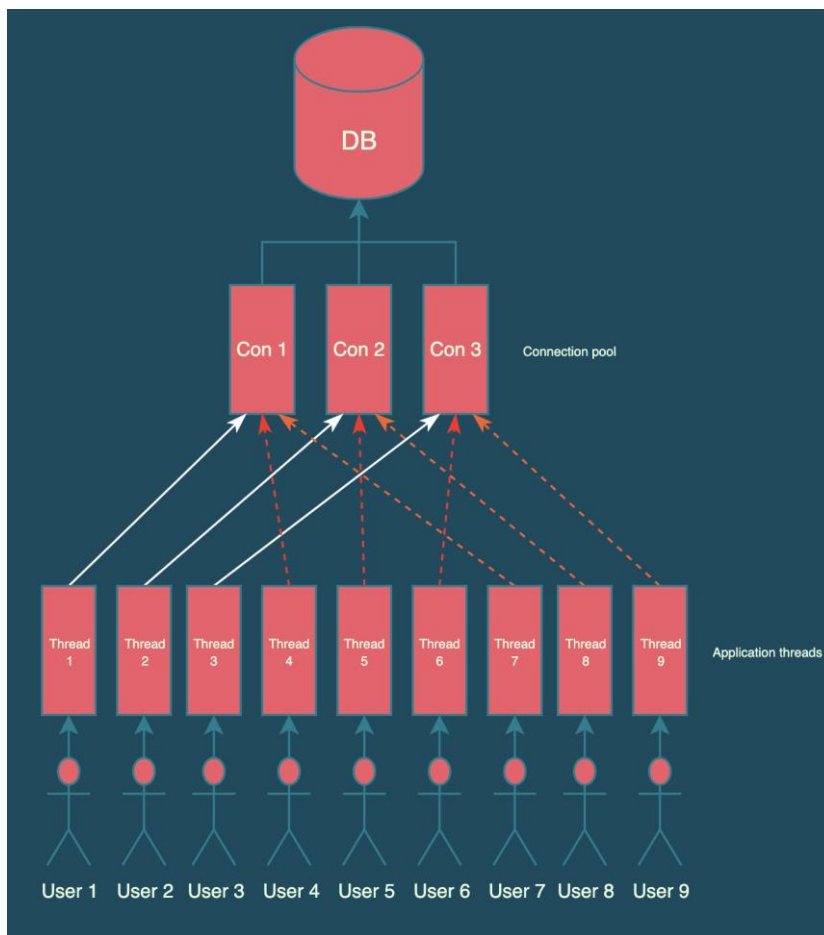 DB
Con 1
Con 2
Con 3
Connection pool
Thread
1
Thread
2
Thread
3
Thread
4
Thread
5
Thread
6
Thread
7
Thread
8
Thread
9
Application threads
User 1
User 2
User 3
User 4
User 5
User 6
User 7
User 8
User 9